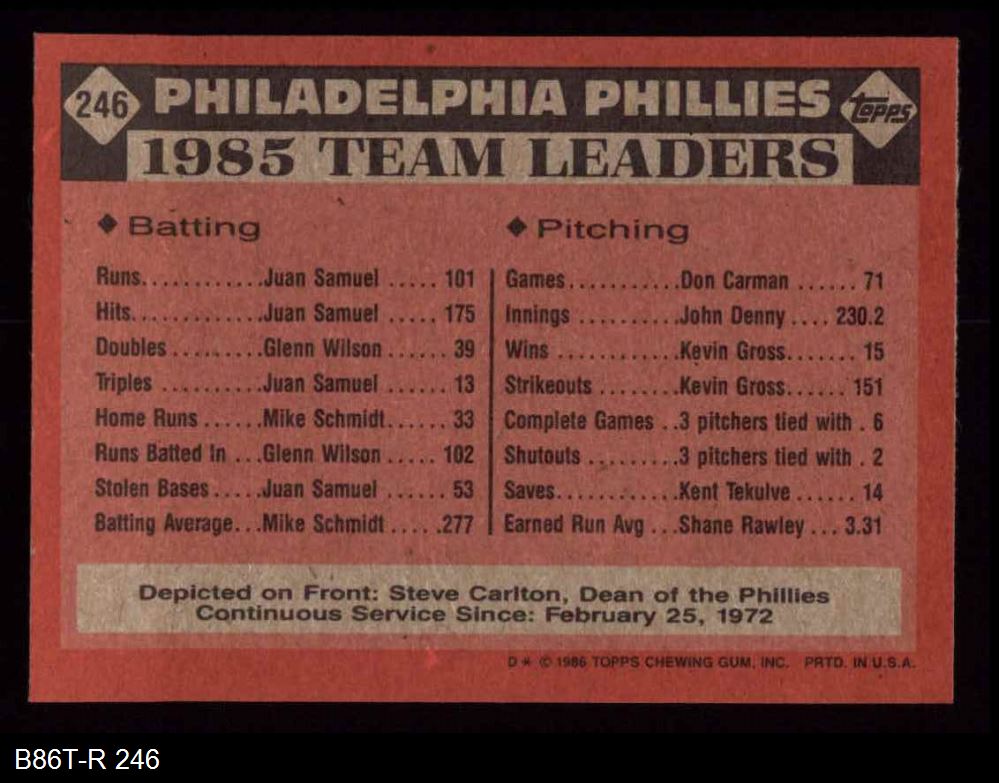 246 PHILADELPHIA PHILLIES topps
1985 TEAM LEADERS
◆ Batting
Runs............Juan Samuel ..... 101
Hits.............Juan Samuel ..... 175
Doubles .........Glenn Wilson ...... 39
Triples ..........Juan Samuel ...... 13
Home Runs ......Mike Schmidt...... 33
Runs Batted In ...Glenn Wilson ..... 102
Stolen Bases.....Juan Samuel ...... 53
Batting Average...Mike Schmidt .....277
◆ Pitching
Games...........Don Carman ...... 71
Innings ..........John Denny .... 230.2
Wins ............Kevin Gross....... 15
Strikeouts ........Kevin Gross...... 151
Complete Games ..3 pitchers tied with . 6
Shutouts .........3 pitchers tied with . 2
Saves............Kent Tekulve ...... 14
Earned Run Avg ...Shane Rawley ... 3.31
Depicted on Front: Steve Carlton, Dean of the Phillies
Continuous Service Since: February 25, 1972
D* © 1986 TOPPS CHEWING GUM, INC. PRTD. IN U.S.A.
B86T-R 246